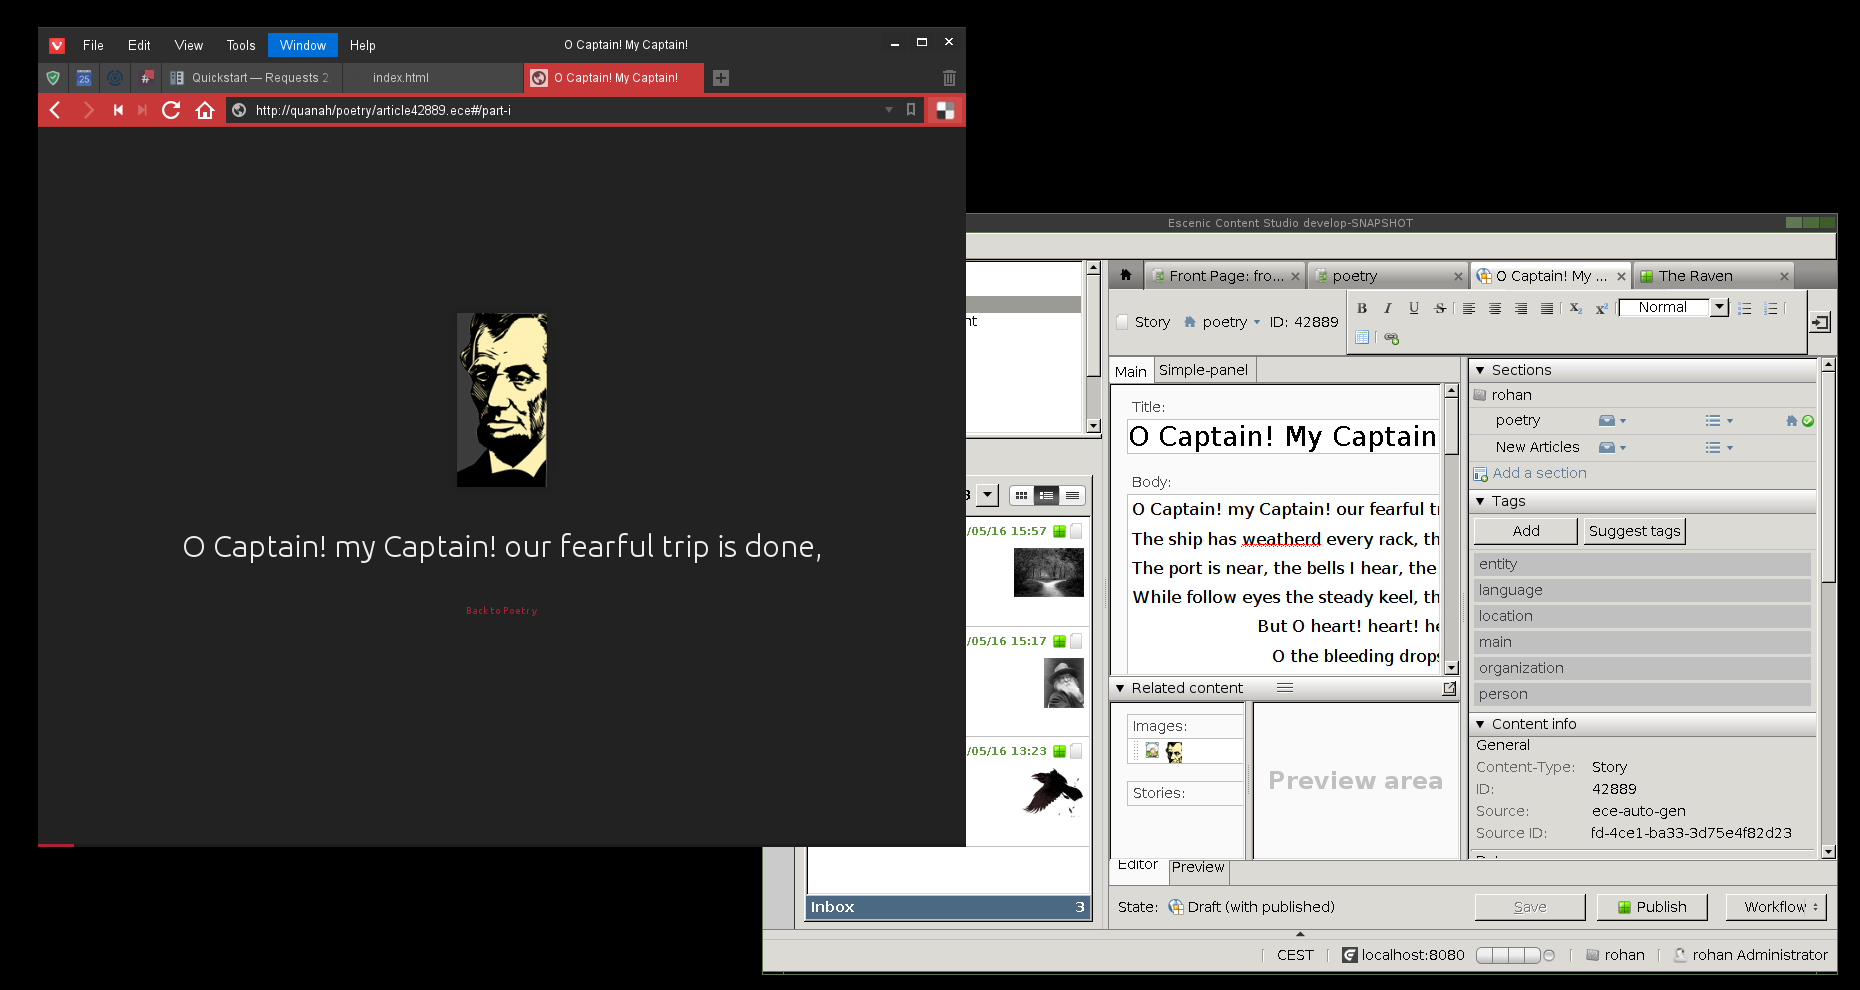 File Edit View Tools Window Help
O Captain! My Captain!
25
#
Quickstart — Requests 2
index.html
O Captain! My Captain!
http://quanah/poetry/article42889.ece#/part-i
O Captain! my Captain! our fearful trip is done,
Back to Poetry
Escenic Content Studio develop-SNAPSHOT
Front Page: fro...
poetry
O Captain! My ...
The Raven
nt
Story poetry ID: 42889
B I U S X₂ X² Normal
Main Simple-panel
Title:
O Captain! My Captain
Body:
O Captain! my Captain! our fearful
The ship has weatherd every rack,
The port is near, the bells I hear, the
While follow eyes the steady keel,
But O heart! heart!
O the bleeding drops
/05/16 15:57
/05/16 15:17
/05/16 13:23
Inbox 3
Related content
Images:
Stories:
Preview area
Editor Preview
Sections
rohan
poetry
New Articles
Add a section
Tags
Add Suggest tags
entity
language
location
main
organization
person
Content info
General
Content-Type: Story
ID: 42889
Source: ece-auto-gen
Source ID: fd-4ce1-ba33-3d75e4f82d23
State: Draft (with published)
Save Publish Workflow
CEST localhost:8080 rohan rohan Administrator